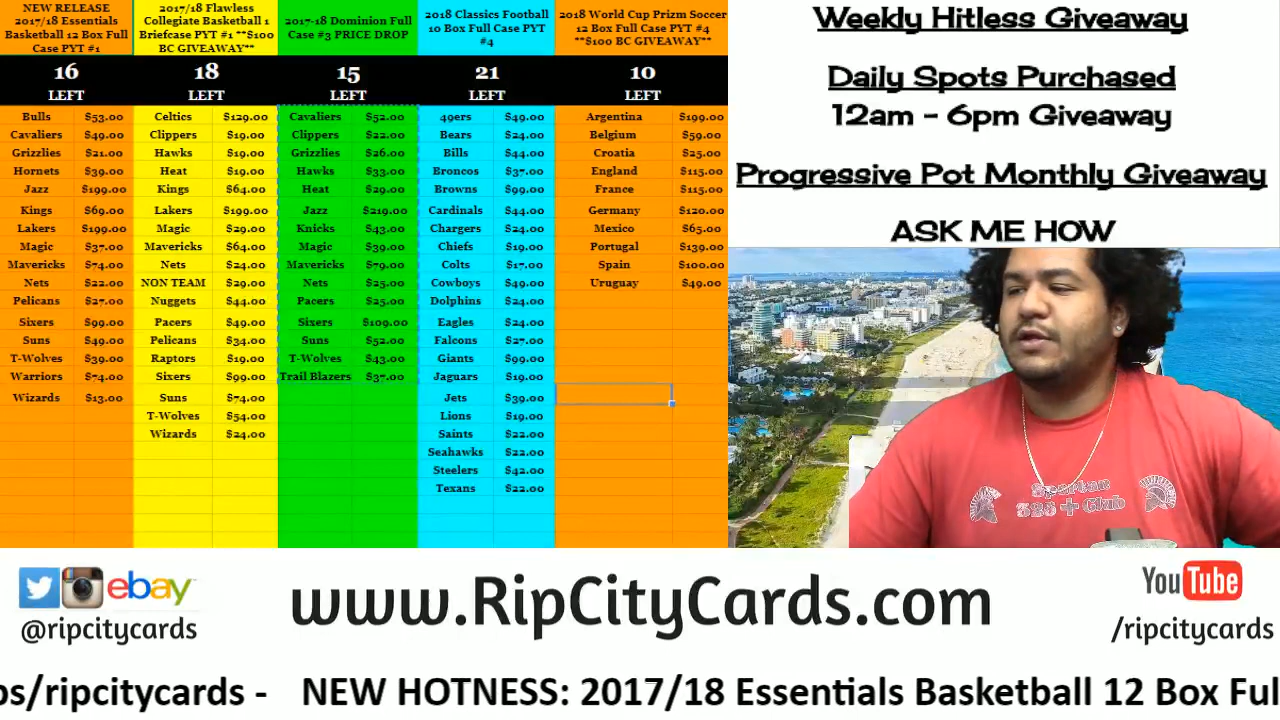 NEW RELEASE
2017/18 Essentials
Basketball 12 Box Full
Case PYT #1
16
LEFT
Bulls $53.00
Cavaliers $49.00
Grizzlies $21.00
Hornets $39.00
Jazz $199.00
Kings $69.00
Lakers $199.00
Magic $37.00
Mavericks $74.00
Nets $22.00
Pelicans $27.00
Sixers $99.00
Suns $49.00
T-Wolves $39.00
Warriors $74.00
Wizards $13.00
2017/18 Flawless
Collegiate Basketball 1
Briefcase PYT #1 **$100
BC GIVEAWAY**
18
LEFT
Celtics $129.00
Clippers $19.00
Hawks $19.00
Heat $19.00
Kings $64.00
Lakers $199.00
Magic $29.00
Mavericks $64.00
Nets $24.00
NON TEAM $29.00
Nuggets $44.00
Pacers $49.00
Pelicans $34.00
Raptors $19.00
Sixers $99.00
Suns $74.00
T-Wolves $54.00
Wizards $24.00
2017-18 Dominion Full
Case #3 PRICE DROP
15
LEFT
Cavaliers $52.00
Clippers $22.00
Grizzlies $26.00
Hawks $33.00
Heat $29.00
Jazz $219.00
Knicks $43.00
Magic $39.00
Mavericks $79.00
Nets $25.00
Pacers $25.00
Sixers $109.00
Suns $52.00
T-Wolves $43.00
Trail Blazers $37.00
2018 Classics Football
10 Box Full Case PYT
#4
21
LEFT
49ers $49.00
Bears $24.00
Bills $44.00
Broncos $37.00
Browns $99.00
Cardinals $44.00
Chargers $24.00
Chiefs $19.00
Colts $17.00
Cowboys $49.00
Dolphins $24.00
Eagles $24.00
Falcons $27.00
Giants $99.00
Jaguars $19.00
Jets $39.00
Lions $19.00
Saints $22.00
Seahawks $22.00
Steelers $42.00
Texans $22.00
2018 World Cup Prizm Soccer
12 Box Full Case PYT #4
**$100 BC GIVEAWAY**
10
LEFT
Argentina $199.00
Belgium $59.00
Croatia $25.00
England $115.00
France $115.00
Germany $120.00
Mexico $65.00
Portugal $139.00
Spain $100.00
Uruguay $49.00
Weekly Hitless Giveaway
Daily Spots Purchased
12am - 6pm Giveaway
Progressive Pot Monthly Giveaway
ASK ME HOW
Spartan
328 + Club
ebay
@ripcitycards
www.RipCityCards.com
YouTube
/ripcitycards
os/ripcitycards - NEW HOTNESS: 2017/18 Essentials Basketball 12 Box Ful